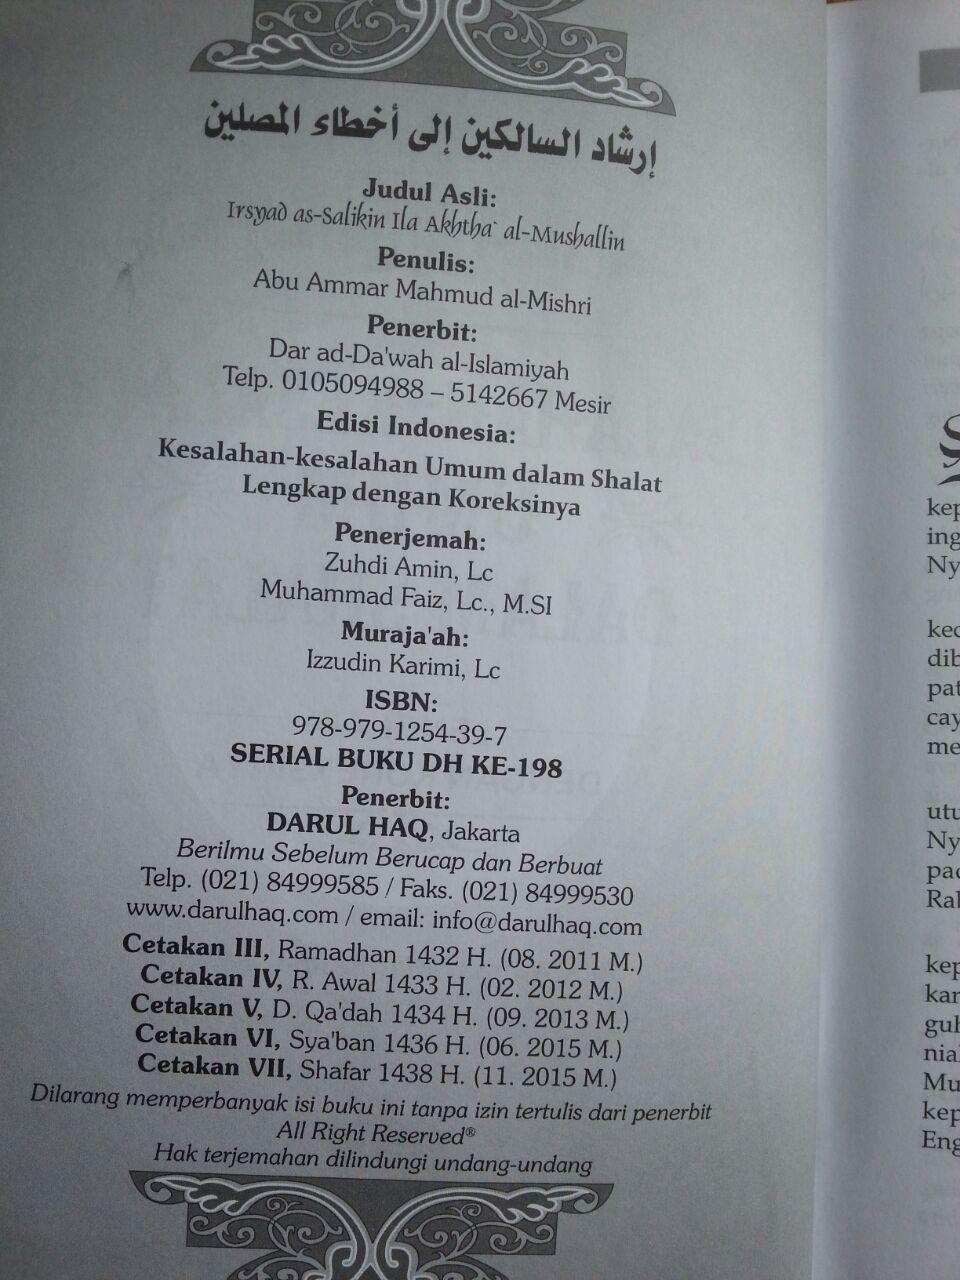 إرشاد السالكين إلى أخطاء المصلين
Judul Asli:
Irsyad as-Salikin Ila Akhtha` al-Mushallin
Penulis:
Abu Ammar Mahmud al-Mishri
Penerbit:
Dar ad-Da'wah al-Islamiyah
Telp. 0105094988 – 5142667 Mesir
Edisi Indonesia:
Kesalahan-kesalahan Umum dalam Shalat
Lengkap dengan Koreksinya
Penerjemah:
Zuhdi Amin, Lc
Muhammad Faiz, Lc., M.SI
Muraja'ah:
Izzudin Karimi, Lc
ISBN:
978-979-1254-39-7
SERIAL BUKU DH KE-198
Penerbit:
DARUL HAQ, Jakarta
Berilmu Sebelum Berucap dan Berbuat
Telp. (021) 84999585 / Faks. (021) 84999530
www.darulhaq.com / email: info@darulhaq.com
Cetakan III, Ramadhan 1432 H. (08. 2011 M.)
Cetakan IV, R. Awal 1433 H. (02. 2012 M.)
Cetakan V, D. Qa'dah 1434 H. (09. 2013 M.)
Cetakan VI, Sya'ban 1436 H. (06. 2015 M.)
Cetakan VII, Shafar 1438 H. (11. 2015 M.)
Dilarang memperbanyak isi buku ini tanpa izin tertulis dari penerbit
All Right Reserved®
Hak terjemahan dilindungi undang-undang